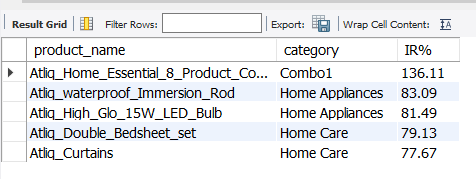 Result Grid Filter Rows: Export: Wrap Cell Content: IA
product_name category IR%
Atliq_Home_Essential_8_Product_Co... Combo1 136.11
Atliq_waterproof_Immersion_Rod Home Appliances 83.09
Atliq_High_Glo_15W_LED_Bulb Home Appliances 81.49
Atliq_Double_Bedsheet_set Home Care 79.13
Atliq_Curtains Home Care 77.67